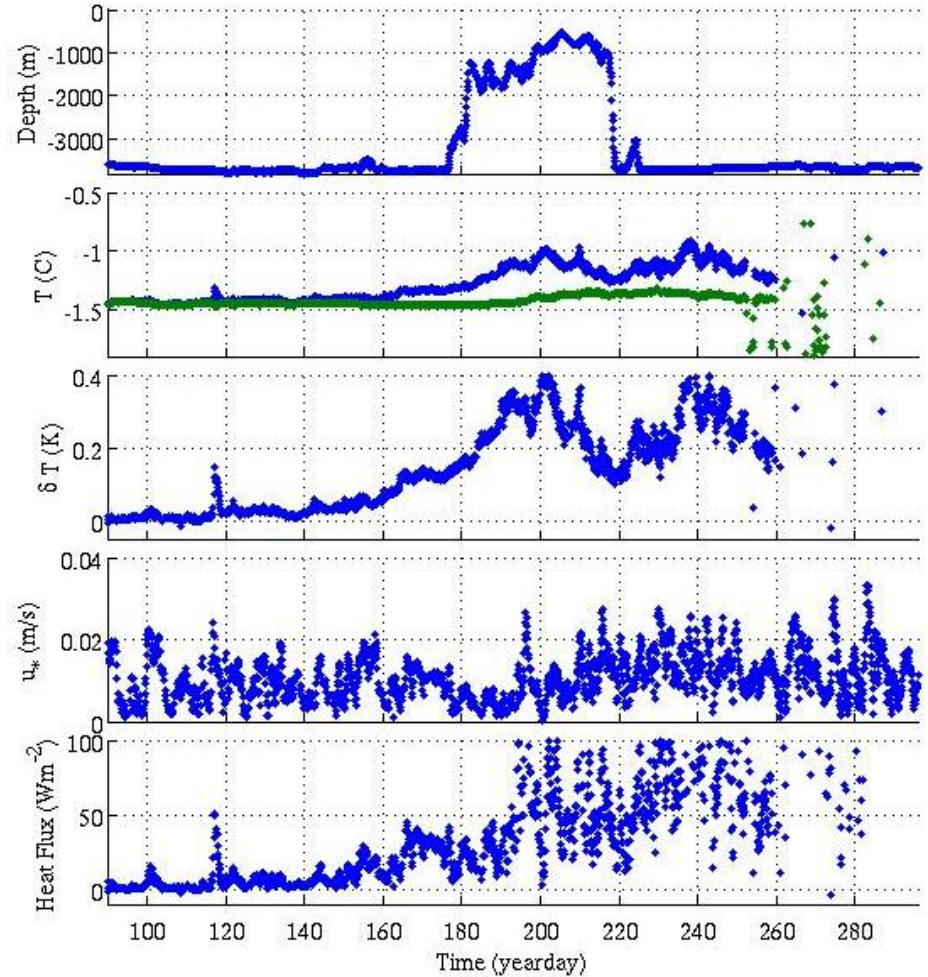 0
-1000
-2000
-3000
Depth (m)
-0.5
-1
-1.5
T (C)
0.4
0.2
0
δ T (K)
0.04
0.02
0
u* (m/s)
100
50
0
Heat Flux (Wm-2)
100 120 140 160 180 200 220 240 260 280
Time (yearday)